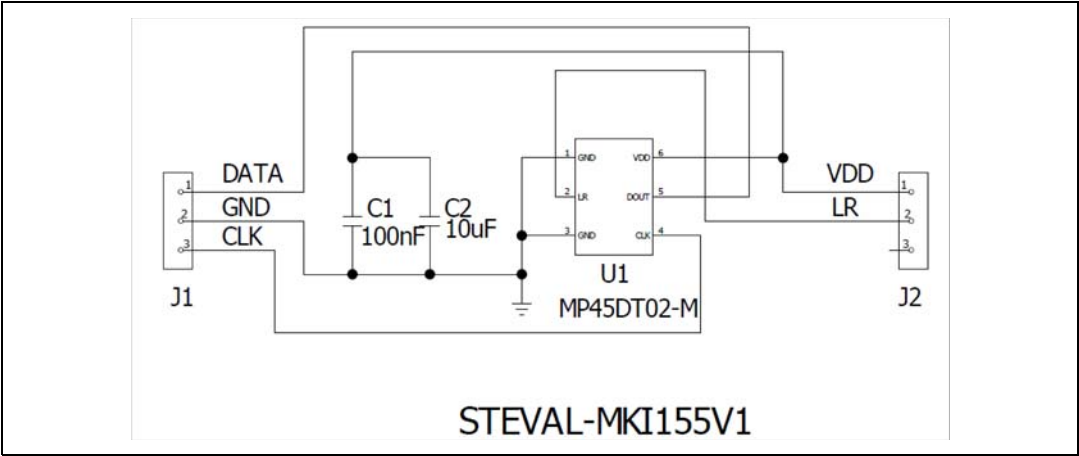 DATA
GND
CLK
1
2
3
J1
C1
100nF
C2
10uF
1 GND VDD 6
2 LR DOUT 5
3 GND CLK 4
U1
MP45DT02-M
VDD
LR
1
2
3
J2
STEVAL-MKI155V1